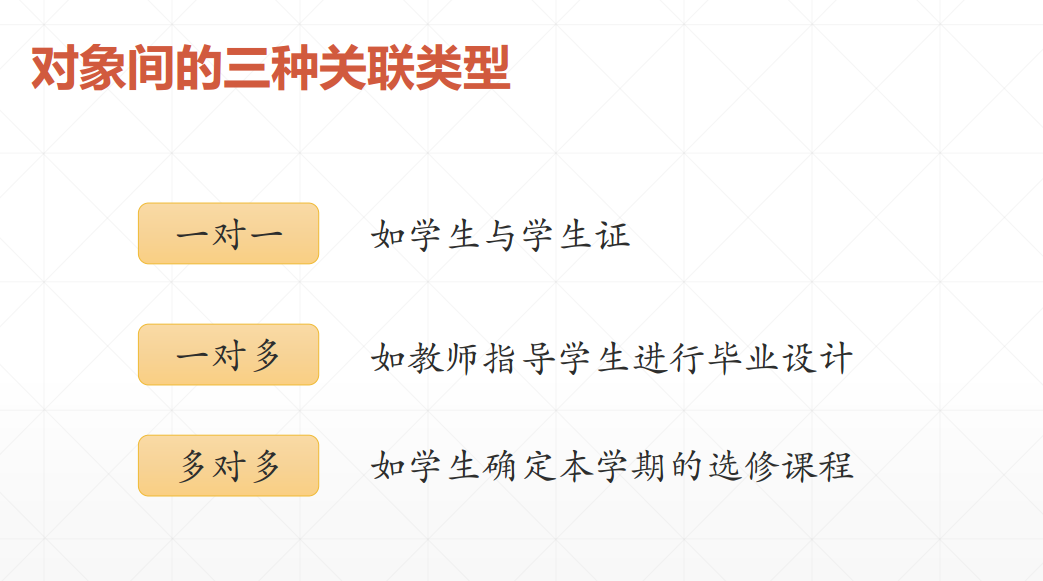 对象间的三种关联类型
一对一 如学生与学生证
一对多 如教师指导学生进行毕业设计
多对多 如学生确定本学期的选修课程